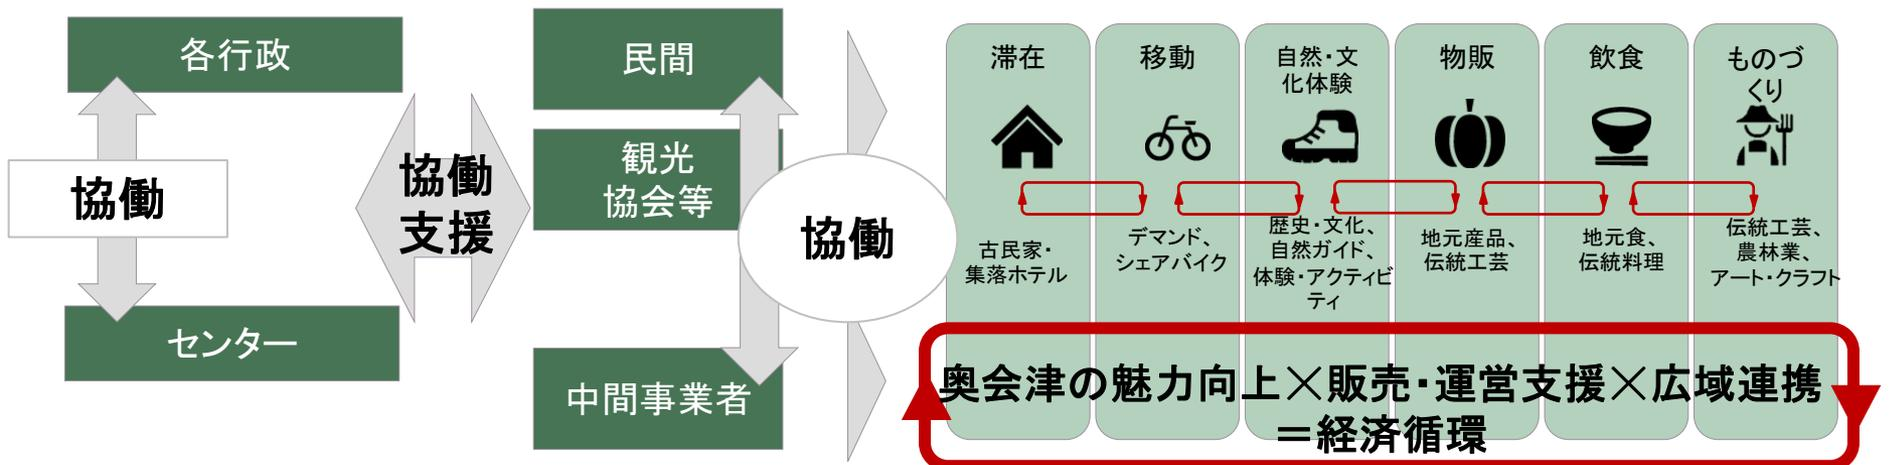 各行政
協働
センター
協働
支援
民間
観光
協会等
中間事業者
協働
滞在
古民家・
集落ホテル
移動
デマンド、
シェアバイク
自然・文
化体験
歴史・文化、
自然ガイド、
体験・アクティビ
ティ
物販
地元産品、
伝統工芸
飲食
地元食、
伝統料理
ものづ
くり
伝統工芸、
農林業、
アート・クラフト
奥会津の魅力向上×販売・運営支援×広域連携
＝経済循環